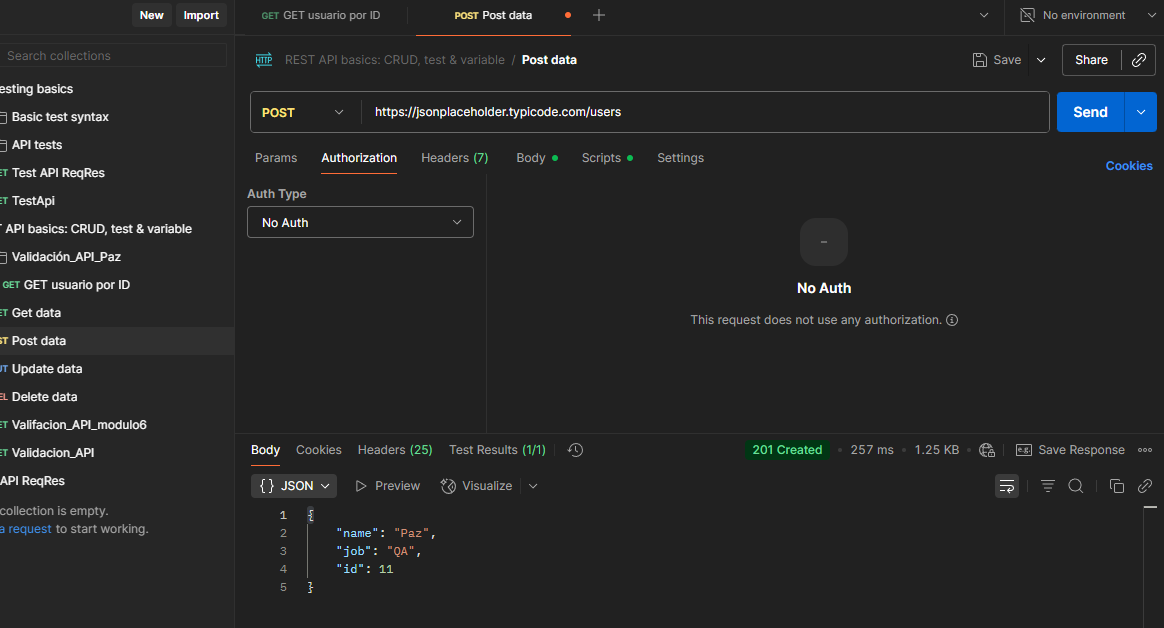 New Import
GET GET usuario por ID
POST Post data
No environment
Search collections
HTTP REST API basics: CRUD, test & variable / Post data
Save
Share
esting basics
Basic test syntax
API tests
ET Test API ReqRes
ET TestApi
T API basics: CRUD, test & variable
Validación_API_Paz
GET GET usuario por ID
ET Get data
ST Post data
UT Update data
EL Delete data
ET Valifacion_API_modulo6
ET Validacion_API
API ReqRes
collection is empty.
a request to start working.
POST https://jsonplaceholder.typicode.com/users
Send
Params Authorization Headers (7) Body Scripts Settings
Cookies
Auth Type
No Auth
-
No Auth
This request does not use any authorization.
Body Cookies Headers (25) Test Results (1/1)
201 Created 257 ms 1.25 KB e.g. Save Response
{} JSON Preview Visualize
1 {
2 "name": "Paz",
3 "job": "QA",
4 "id": 11
5 }